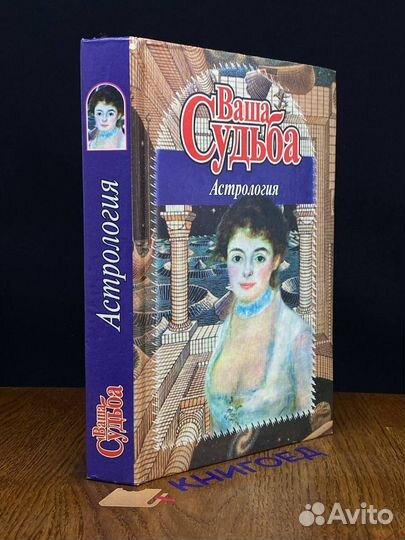 Ваша
Судьба
Астрология
Астрология
Ваша
Судьба
КНИГОЕД
Avito